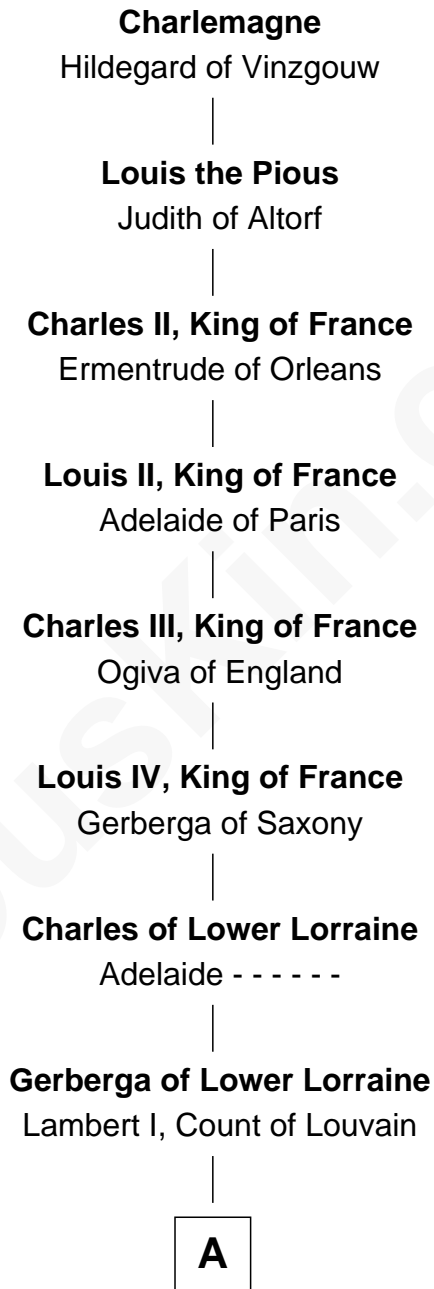 Charlemagne
Hildegard of Vinzgouw
Louis the Pious
Judith of Altorf
Charles II, King of France
Ermentrude of Orleans
Louis II, King of France
Adelaide of Paris
Charles III, King of France
Ogiva of England
Louis IV, King of France
Gerberga of Saxony
Charles of Lower Lorraine
Adelaide - - - - - -
Gerberga of Lower Lorraine
Lambert I, Count of Louvain
A